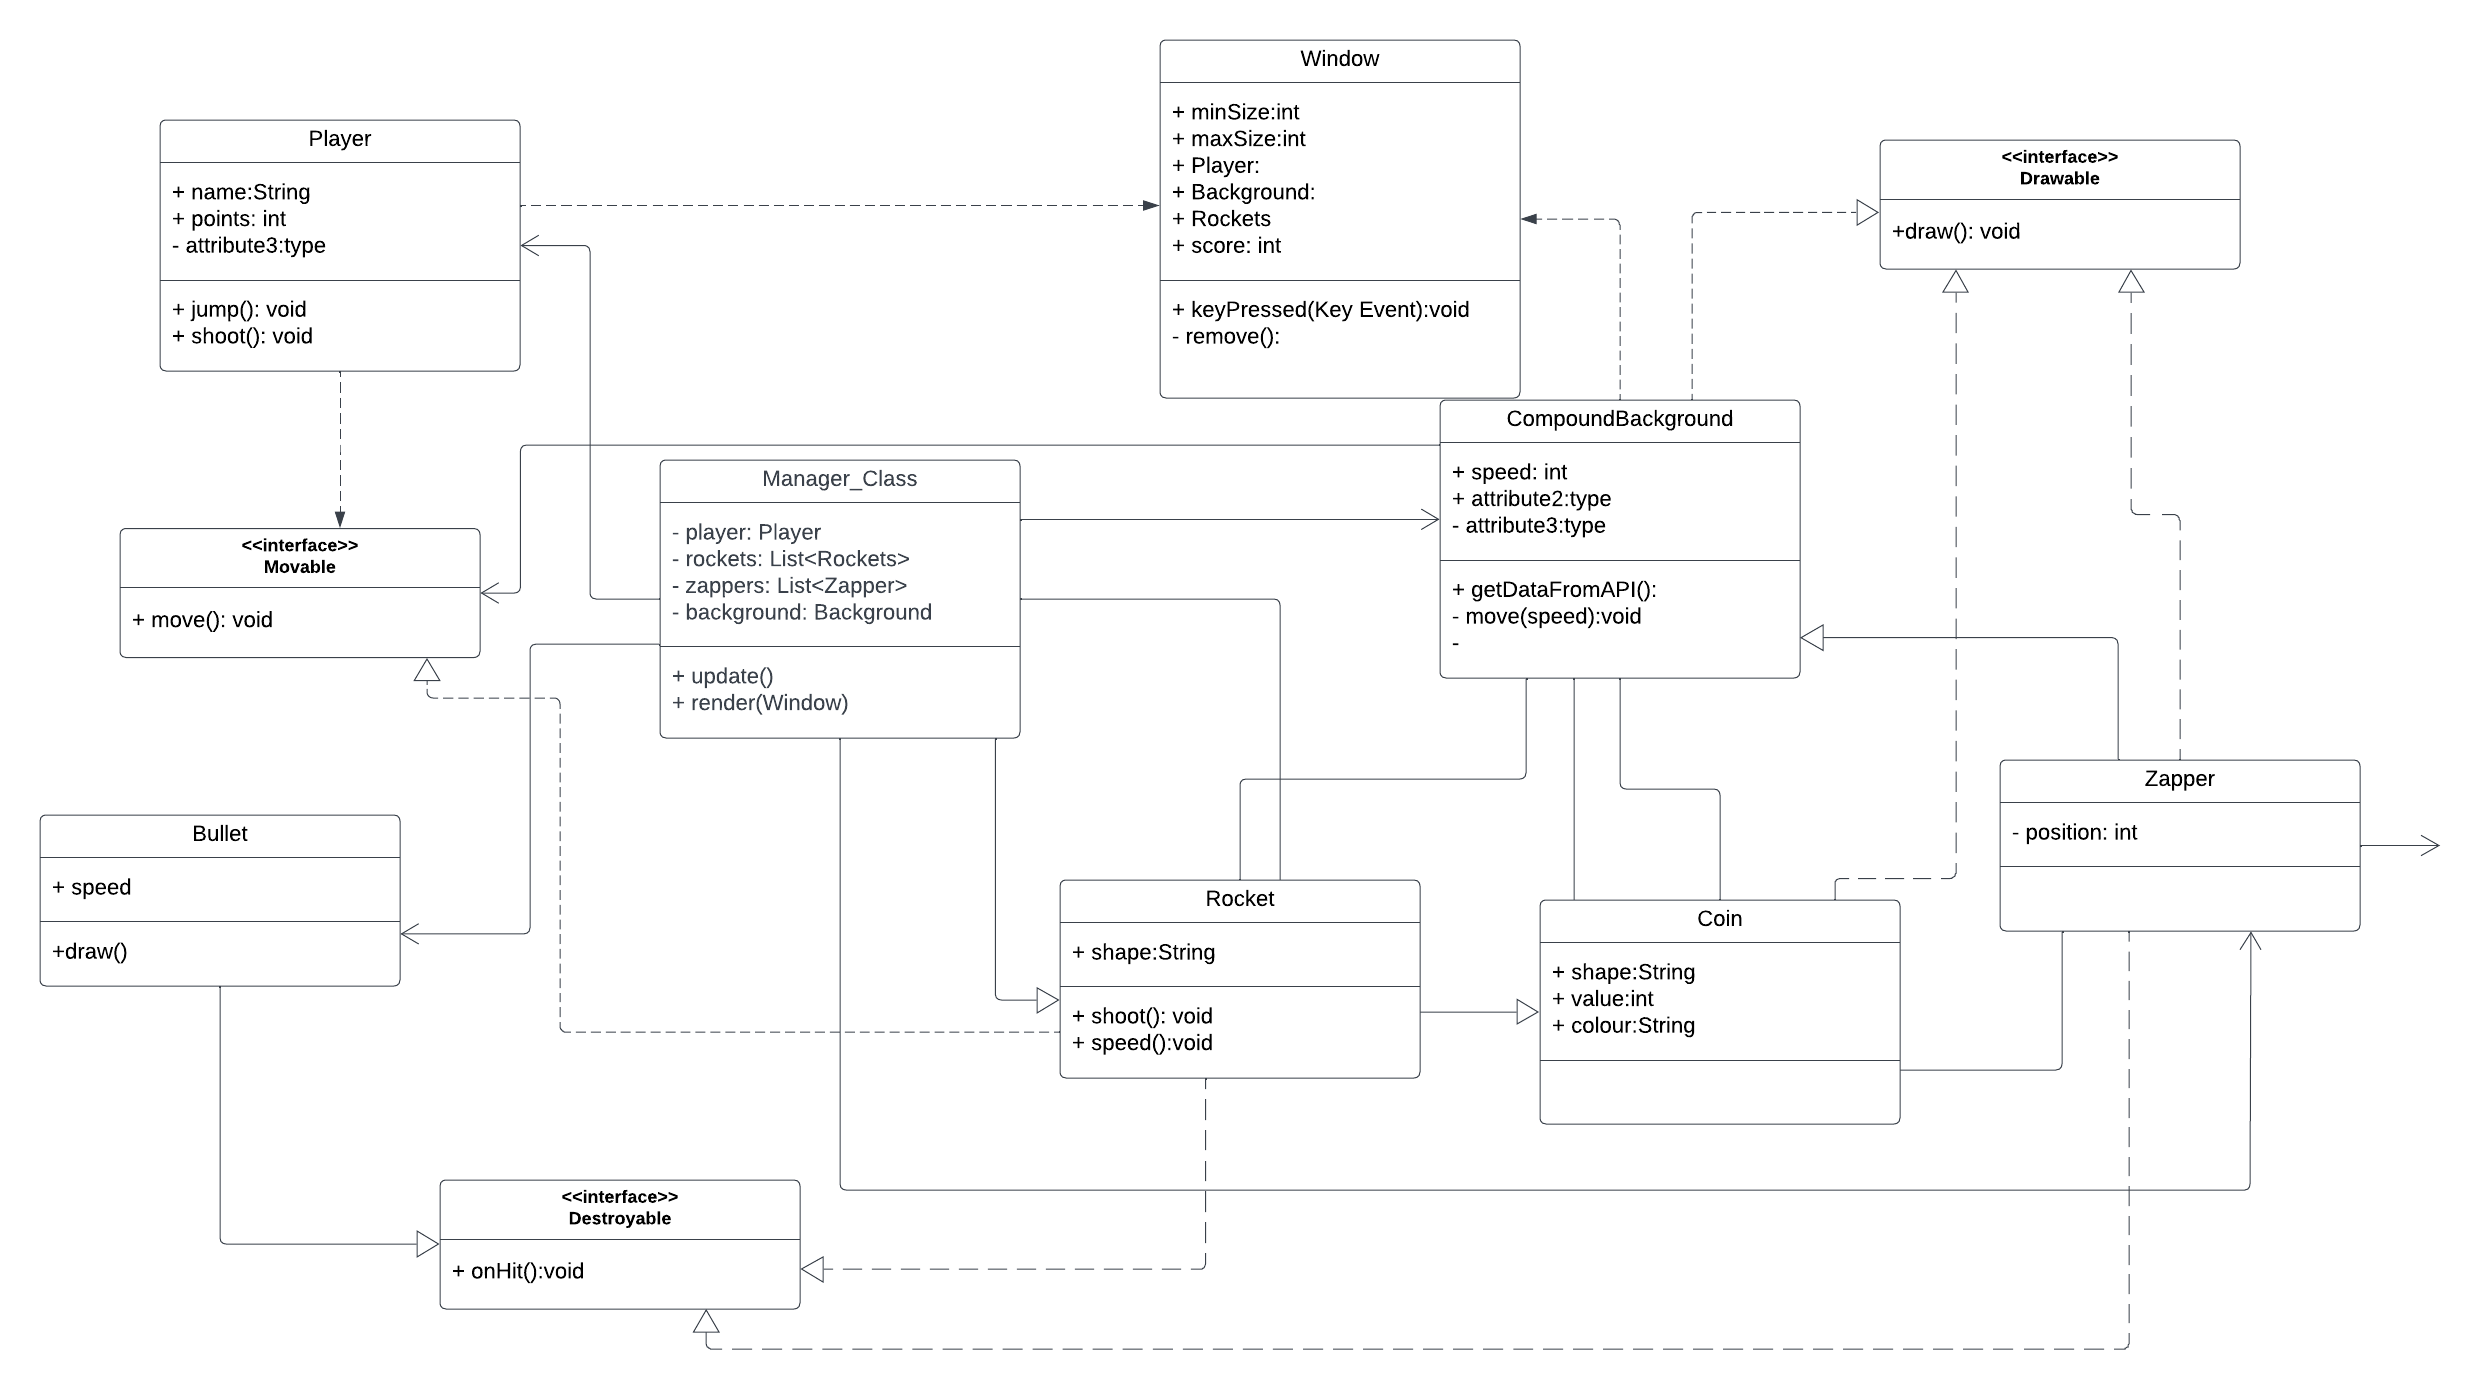 Window
+ minSize:int
+ maxSize:int
+ Player:
+ Background:
+ Rockets
+ score: int
+ keyPressed(Key Event):void
- remove():
Player
+ name:String
+ points: int
- attribute3:type
+ jump(): void
+ shoot(): void
<<interface>>
Drawable
+draw(): void
CompoundBackground
+ speed: int
+ attribute2:type
- attribute3:type
+ getDataFromAPI():
- move(speed):void
-
Manager_Class
- player: Player
- rockets: List<Rockets>
- zappers: List<Zapper>
- background: Background
+ update()
+ render(Window)
<<interface>>
Movable
+ move(): void
Zapper
- position: int
Bullet
+ speed
+draw()
Rocket
+ shape:String
+ shoot(): void
+ speed():void
Coin
+ shape:String
+ value:int
+ colour:String
<<interface>>
Destroyable
+ onHit():void